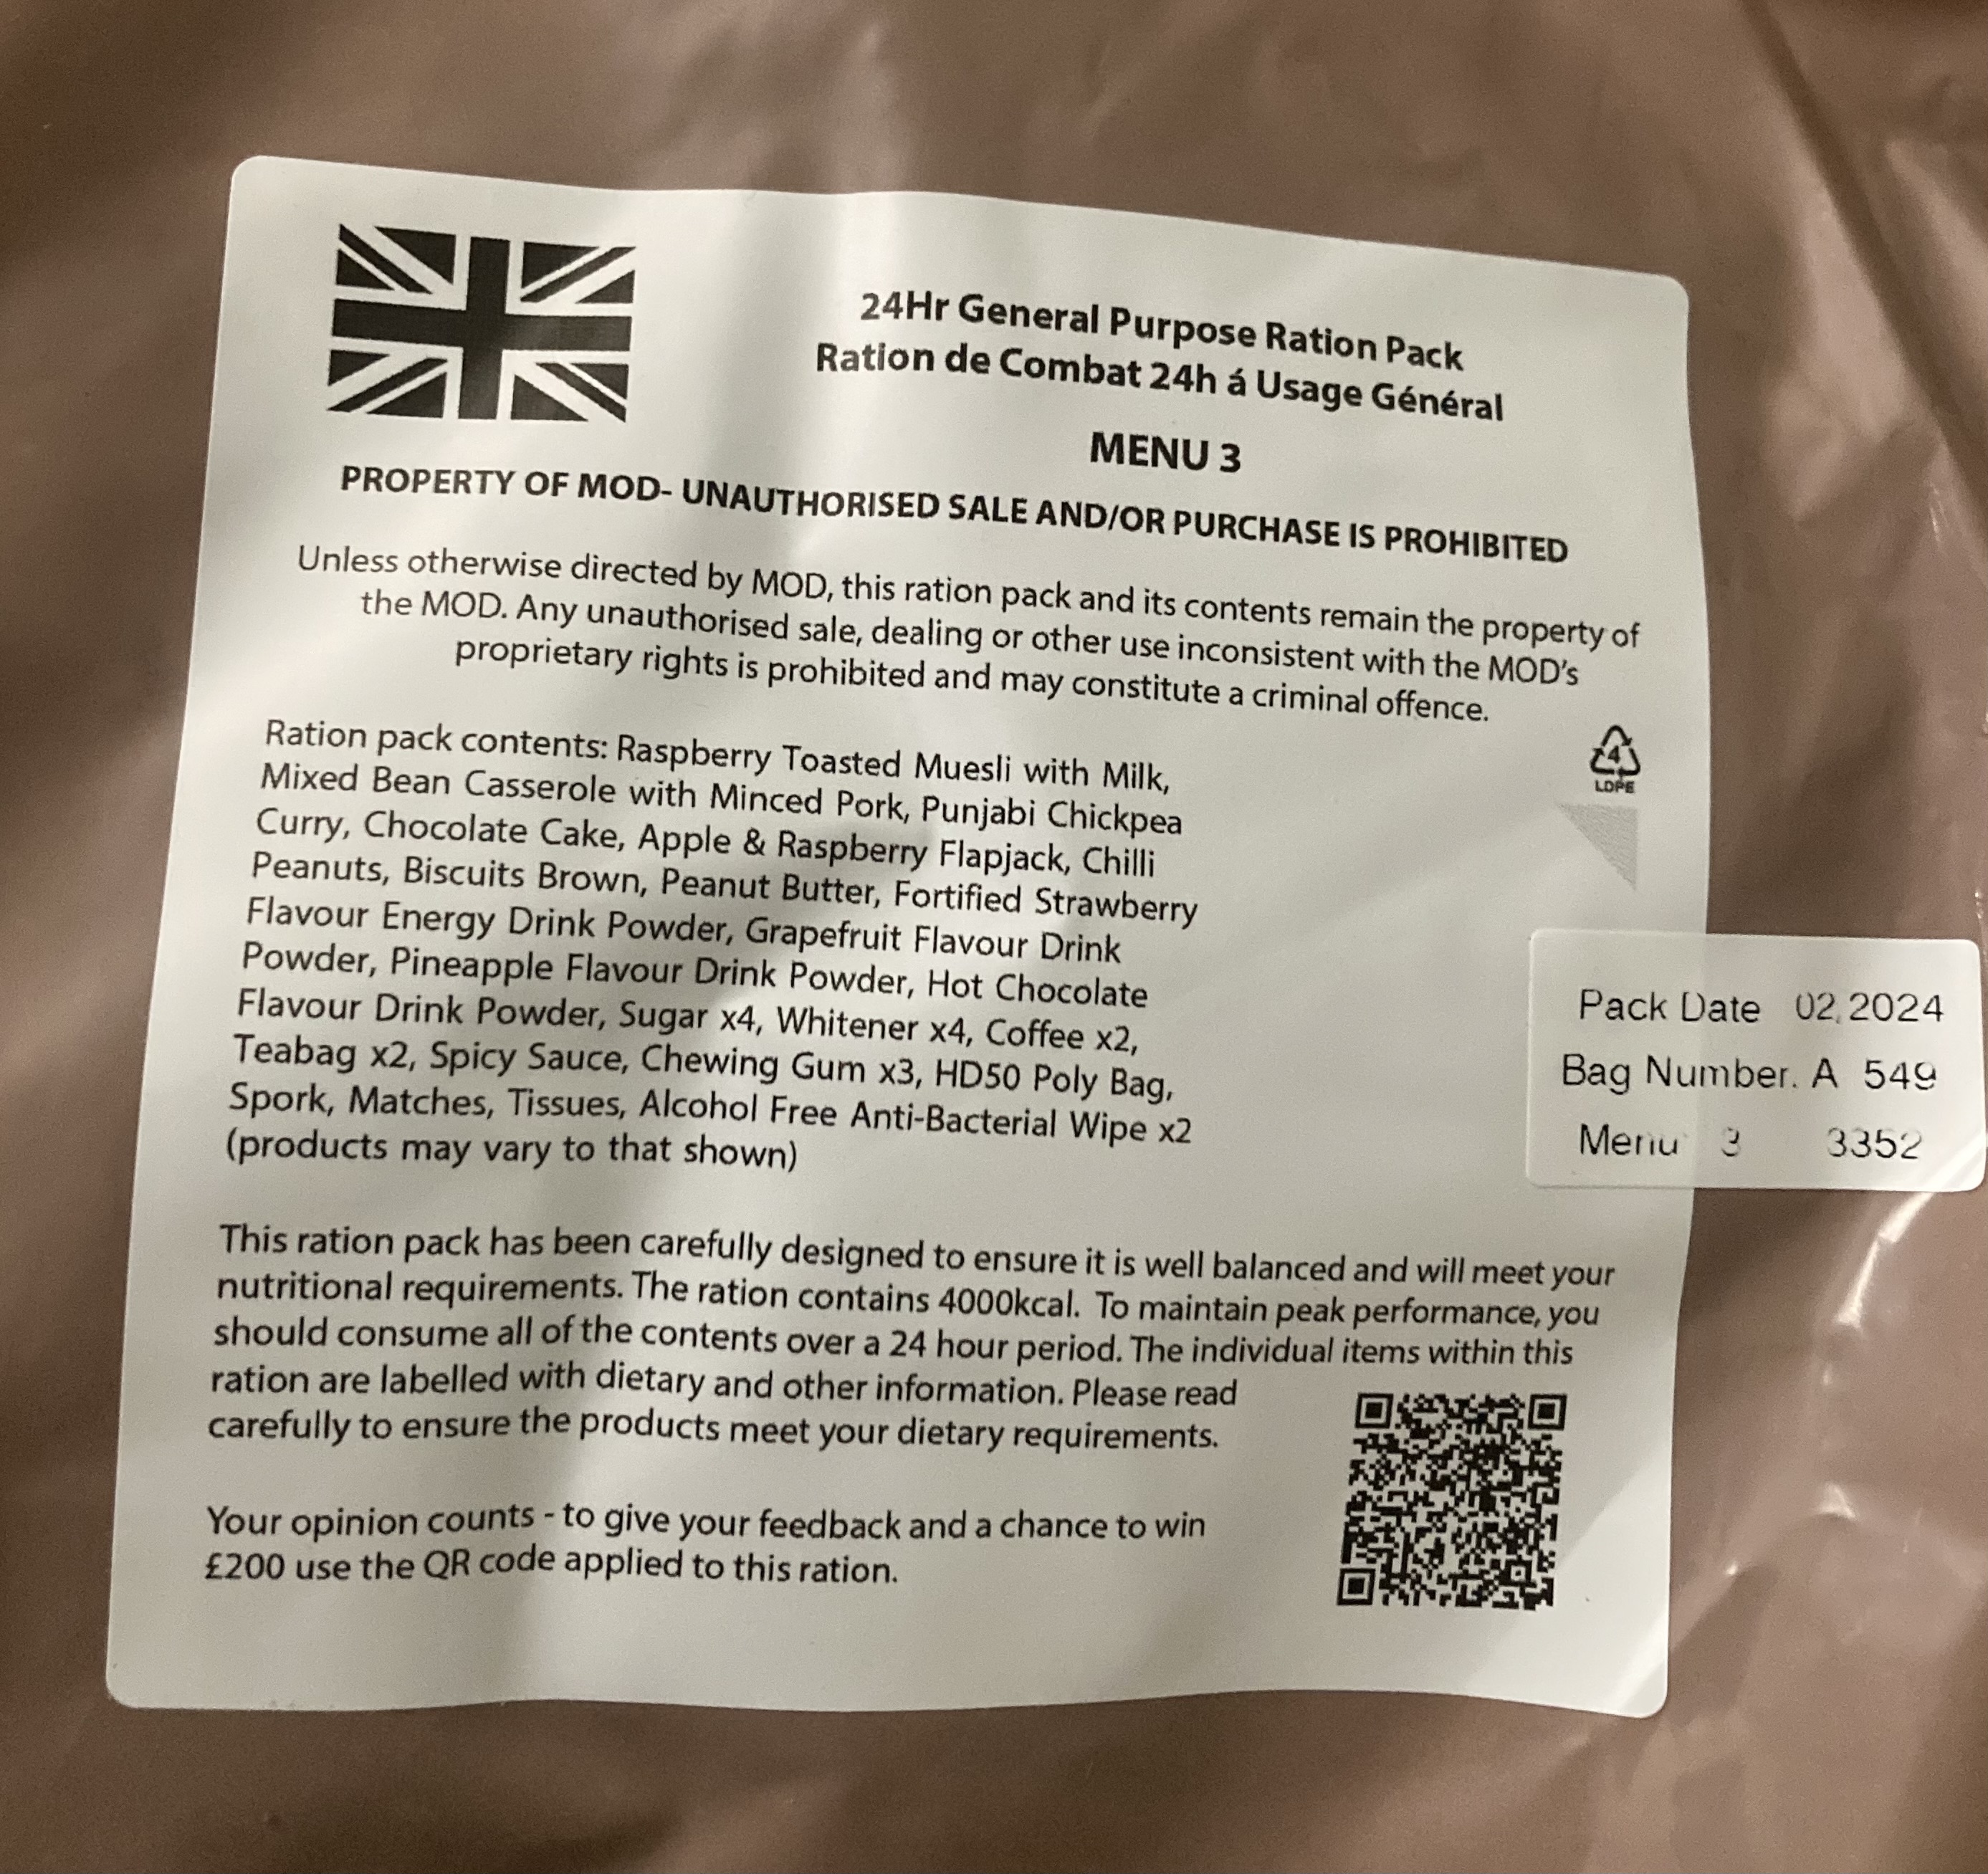 24Hr General Purpose Ration Pack
Ration de Combat 24h á Usage Général
MENU 3
PROPERTY OF MOD- UNAUTHORISED SALE AND/OR PURCHASE IS PROHIBITED
Unless otherwise directed by MOD, this ration pack and its contents remain the property of
the MOD. Any unauthorised sale, dealing or other use inconsistent with the MOD's
proprietary rights is prohibited and may constitute a criminal offence.
Ration pack contents: Raspberry Toasted Muesli with Milk,
Mixed Bean Casserole with Minced Pork, Punjabi Chickpea
Curry, Chocolate Cake, Apple & Raspberry Flapjack, Chilli
Peanuts, Biscuits Brown, Peanut Butter, Fortified Strawberry
Flavour Energy Drink Powder, Grapefruit Flavour Drink
Powder, Pineapple Flavour Drink Powder, Hot Chocolate
Flavour Drink Powder, Sugar x4, Whitener x4, Coffee x2,
Teabag x2, Spicy Sauce, Chewing Gum x3, HD50 Poly Bag,
Spork, Matches, Tissues, Alcohol Free Anti-Bacterial Wipe x2
(products may vary to that shown)
4
LDPE
Pack Date 02.2024
Bag Number. A 549
Menu 3 3352
This ration pack has been carefully designed to ensure it is well balanced and will meet your
nutritional requirements. The ration contains 4000kcal. To maintain peak performance, you
should consume all of the contents over a 24 hour period. The individual items within this
ration are labelled with dietary and other information. Please read
carefully to ensure the products meet your dietary requirements.
Your opinion counts - to give your feedback and a chance to win
£200 use the QR code applied to this ration.